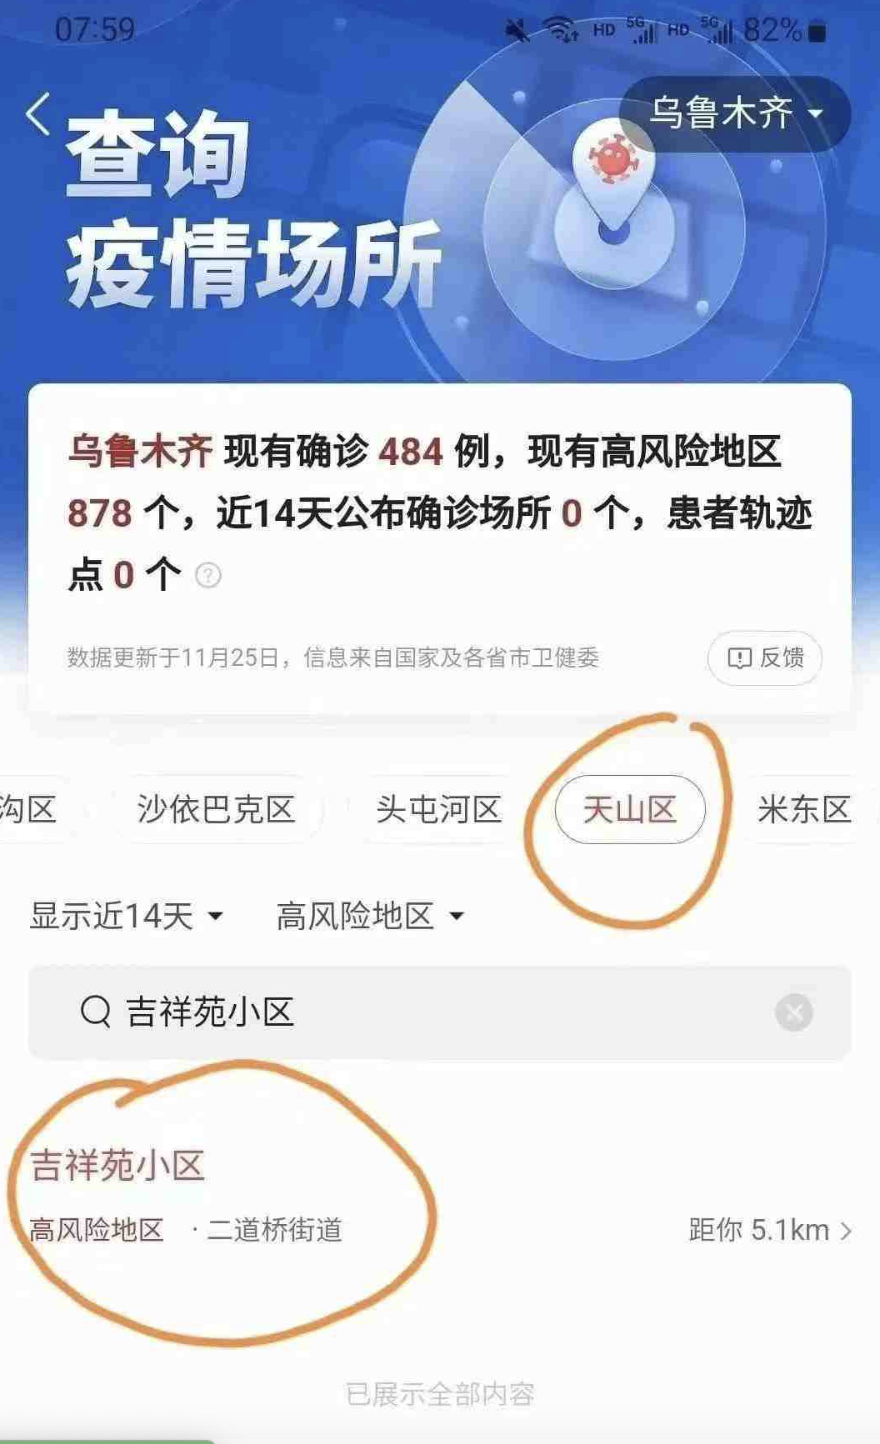 07:59
HD 5G HD 5G 82%
乌鲁木齐
查询
疫情场所
乌鲁木齐 现有确诊 484 例，现有高风险地区
878 个，近14天公布确诊场所 0 个，患者轨迹
点 0 个 ?
数据更新于11月25日，信息来自国家及各省市卫健委
反馈
沟区 沙依巴克区 头屯河区 天山区 米东区
显示近14天 高风险地区
吉祥苑小区
吉祥苑小区
高风险地区 · 二道桥街道 距你 5.1km
已展示全部内容